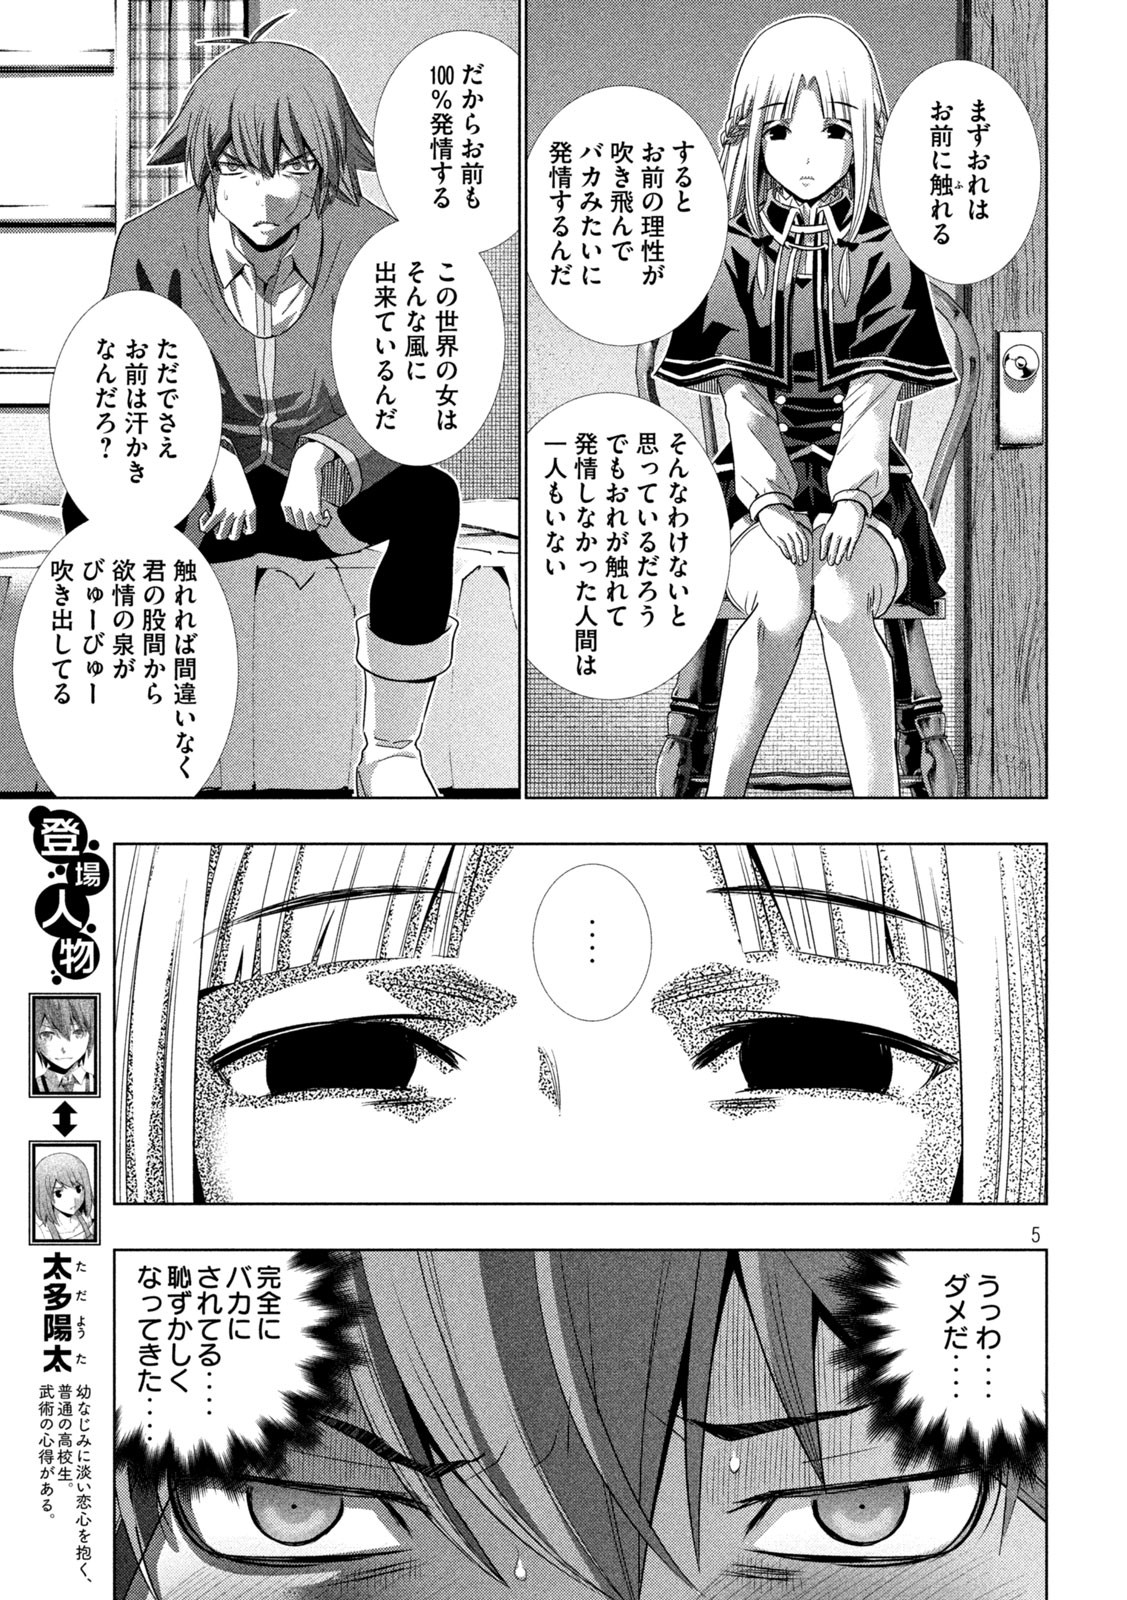 まずおれは
お前に触れる
ふ
すると
お前の理性が
吹き飛んで
バカみたいに
発情するんだ
そんなわけないと
思っているだろう
でもおれが触れて
発情しなかった人間は
一人もいない
だからお前も
100%発情する
この世界の女は
そんな風に
出来ているんだ
ただでさえ
お前は汗かき
なんだろ?
触れれば間違いなく
君の股間から
欲情の泉が
びゅーびゅー
吹き出してる
‥‥
うっわ‥‥
ダメだ‥‥
完全に
バカに
されてる‥‥
恥ずかしく
なってきた‥‥
登場人物
太多陽太
ただようた
幼なじみに淡い恋心を抱く、
普通の高校生。
武術の心得がある。
5